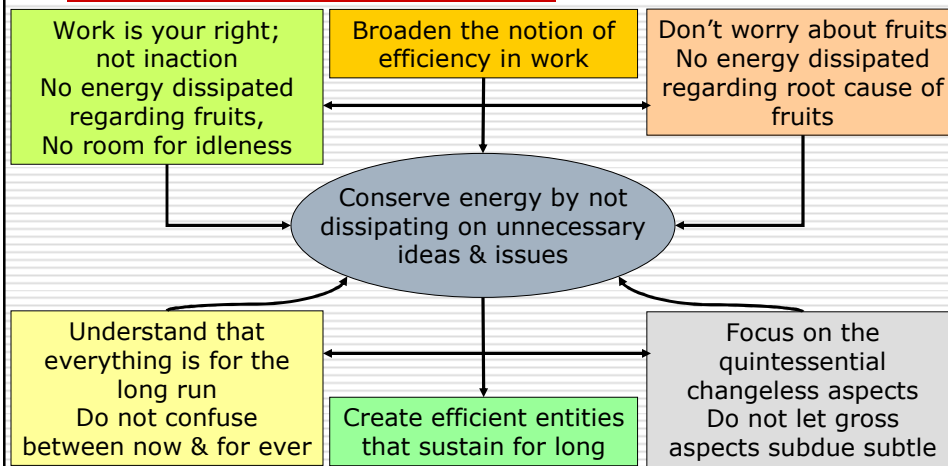 Work is your right;
not inaction
No energy dissipated
regarding fruits,
No room for idleness
Broaden the notion of
efficiency in work
Don’t worry about fruits
No energy dissipated
regarding root cause of
fruits
Conserve energy by not
dissipating on unnecessary
ideas & issues
Understand that
everything is for the
long run
Do not confuse
between now & for ever
Create efficient entities
that sustain for long
Focus on the
quintessential
changeless aspects
Do not let gross
aspects subdue subtle